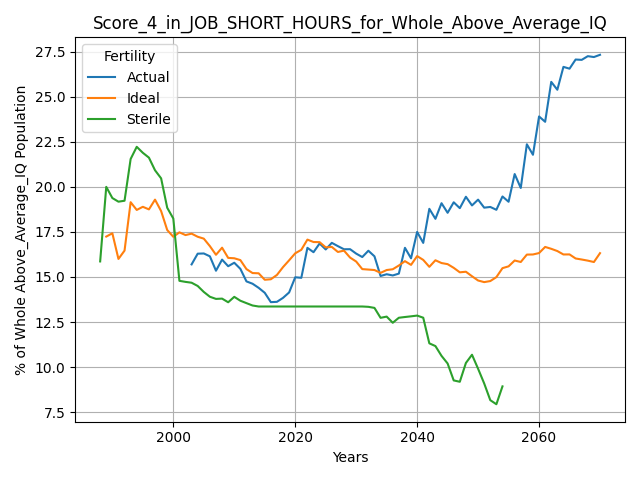 Score_4_in_JOB_SHORT_HOURS_for_Whole_Above_Average_IQ
Fertility
Actual
Ideal
Sterile
% of Whole Above_Average_IQ Population
27.5
25.0
22.5
20.0
17.5
15.0
12.5
10.0
7.5
2000 2020 2040 2060
Years